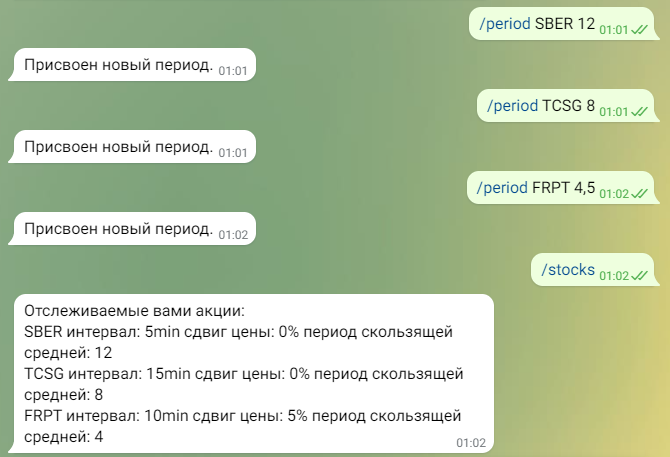 /period SBER 12 01:01
Присвоен новый период. 01:01
/period TCSG 8 01:01
Присвоен новый период. 01:01
/period FRPT 4,5 01:02
Присвоен новый период. 01:02
/stocks 01:02
Отслеживаемые вами акции:
SBER интервал: 5min сдвиг цены: 0% период скользящей
средней: 12
TCSG интервал: 15min сдвиг цены: 0% период скользящей
средней: 8
FRPT интервал: 10min сдвиг цены: 5% период скользящей
средней: 4 01:02